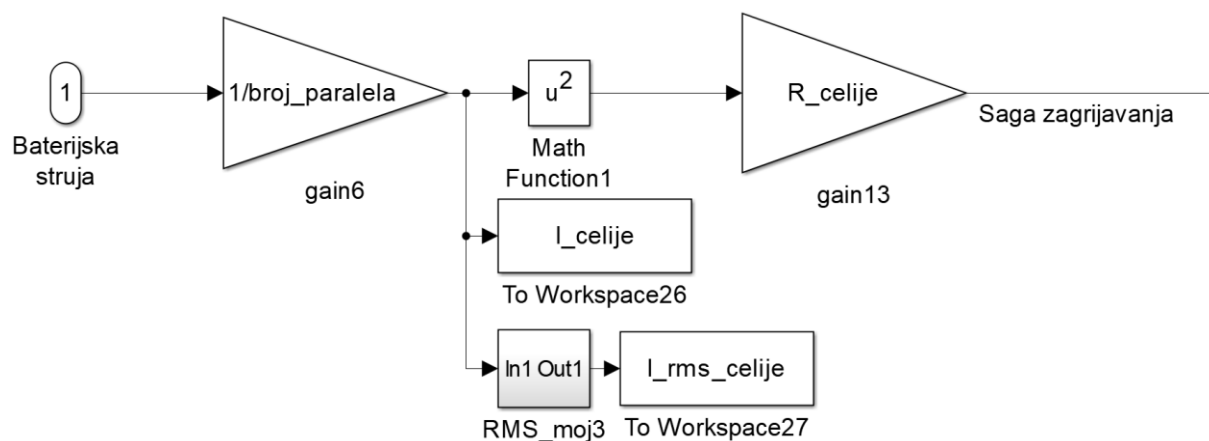 1
Baterijska
struja
1/broj_paralela
gain6
u2
Math
Function1
R_celije
gain13
Saga zagrijavanja
I_celije
To Workspace26
In1 Out1
RMS_moj3
I_rms_celije
To Workspace27